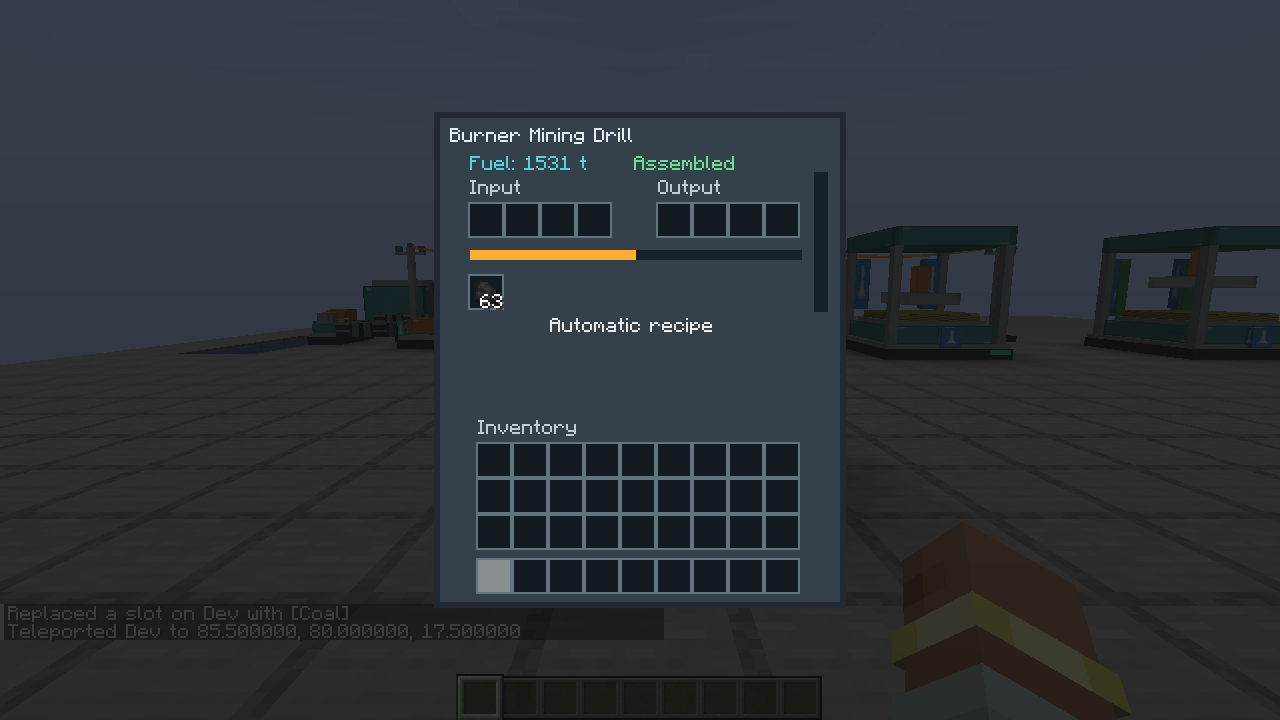 Burner Mining Drill
Fuel: 1531 t
Assembled
Input
Output
63
Automatic recipe
Inventory
Replaced a slot on Dev with [Coal]
Teleported Dev to 85.500000, 80.000000, 17.500000